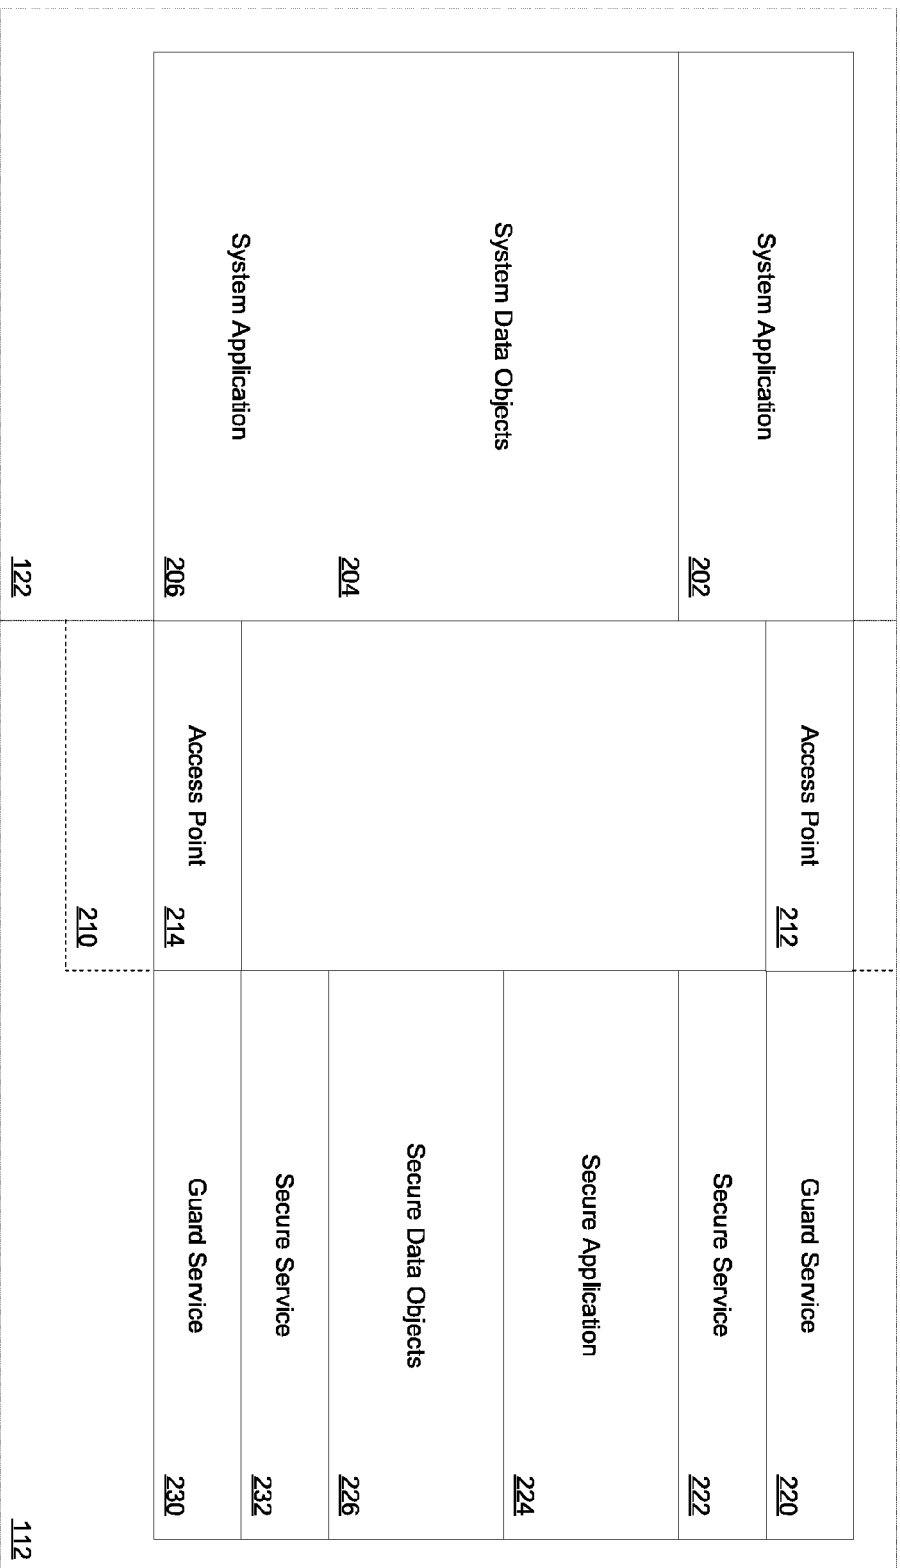 System Application
202
System Data Objects
204
System Application
206
122
Access Point
212
Access Point
214
210
Guard Service
220
Secure Service
222
Secure Application
224
Secure Data Objects
226
Secure Service
232
Guard Service
230
112